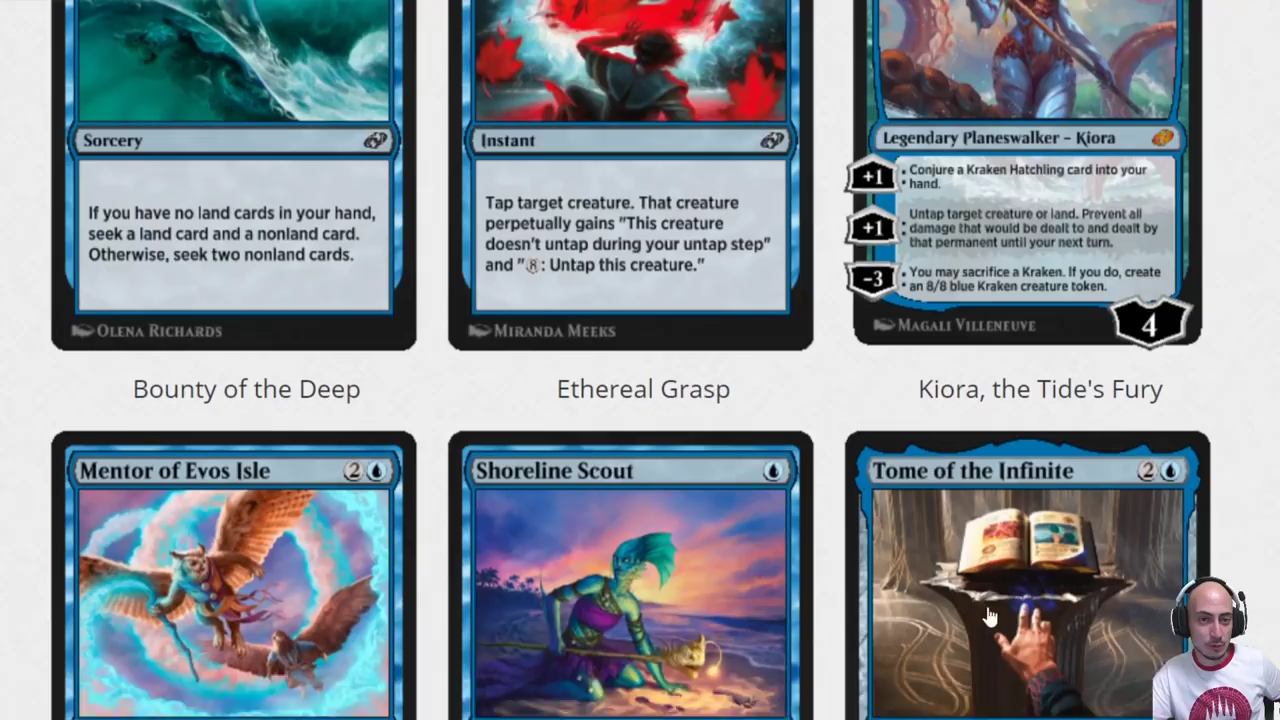 Sorcery
If you have no land cards in your hand,
seek a land card and a nonland card.
Otherwise, seek two nonland cards.
OLENA RICHARDS
Bounty of the Deep
Instant
Tap target creature. That creature
perpetually gains "This creature
doesn't untap during your untap step"
and "8: Untap this creature."
MIRANDA MEEKS
Ethereal Grasp
Legendary Planeswalker – Kiora
+1
Conjure a Kraken Hatchling card into your
hand.
+1
Untap target creature or land. Prevent all
damage that would be dealt to and dealt by
that permanent until your next turn.
-3
You may sacrifice a Kraken. If you do, create
an 8/8 blue Kraken creature token.
MAGALI VILLENEUVE
4
Kiora, the Tide's Fury
Mentor of Evos Isle 2
Shoreline Scout
Tome of the Infinite 2